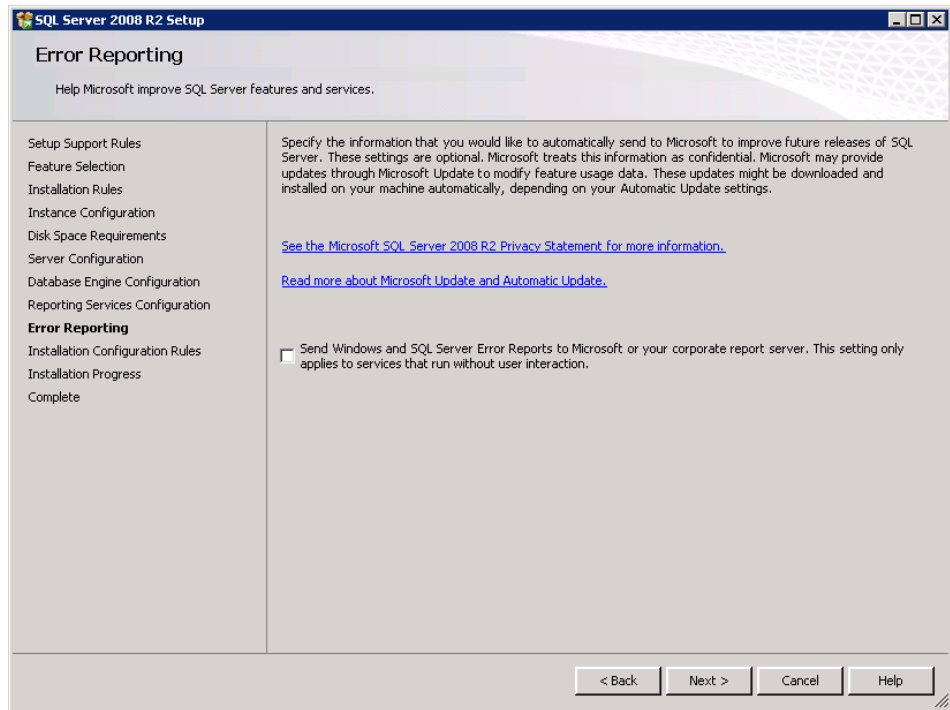 SQL Server 2008 R2 Setup
Error Reporting
Help Microsoft improve SQL Server features and services.
Setup Support Rules
Feature Selection
Installation Rules
Instance Configuration
Disk Space Requirements
Server Configuration
Database Engine Configuration
Reporting Services Configuration
Error Reporting
Installation Configuration Rules
Installation Progress
Complete
Specify the information that you would like to automatically send to Microsoft to improve future releases of SQL
Server. These settings are optional. Microsoft treats this information as confidential. Microsoft may provide
updates through Microsoft Update to modify feature usage data. These updates might be downloaded and
installed on your machine automatically, depending on your Automatic Update settings.
See the Microsoft SQL Server 2008 R2 Privacy Statement for more information.
Read more about Microsoft Update and Automatic Update.
Send Windows and SQL Server Error Reports to Microsoft or your corporate report server. This setting only
applies to services that run without user interaction.
< Back
Next >
Cancel
Help